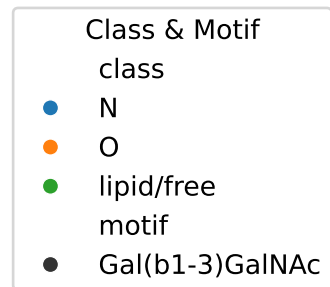 Class & Motif
class
N
O
lipid/free
motif
Gal(b1-3)GalNAc